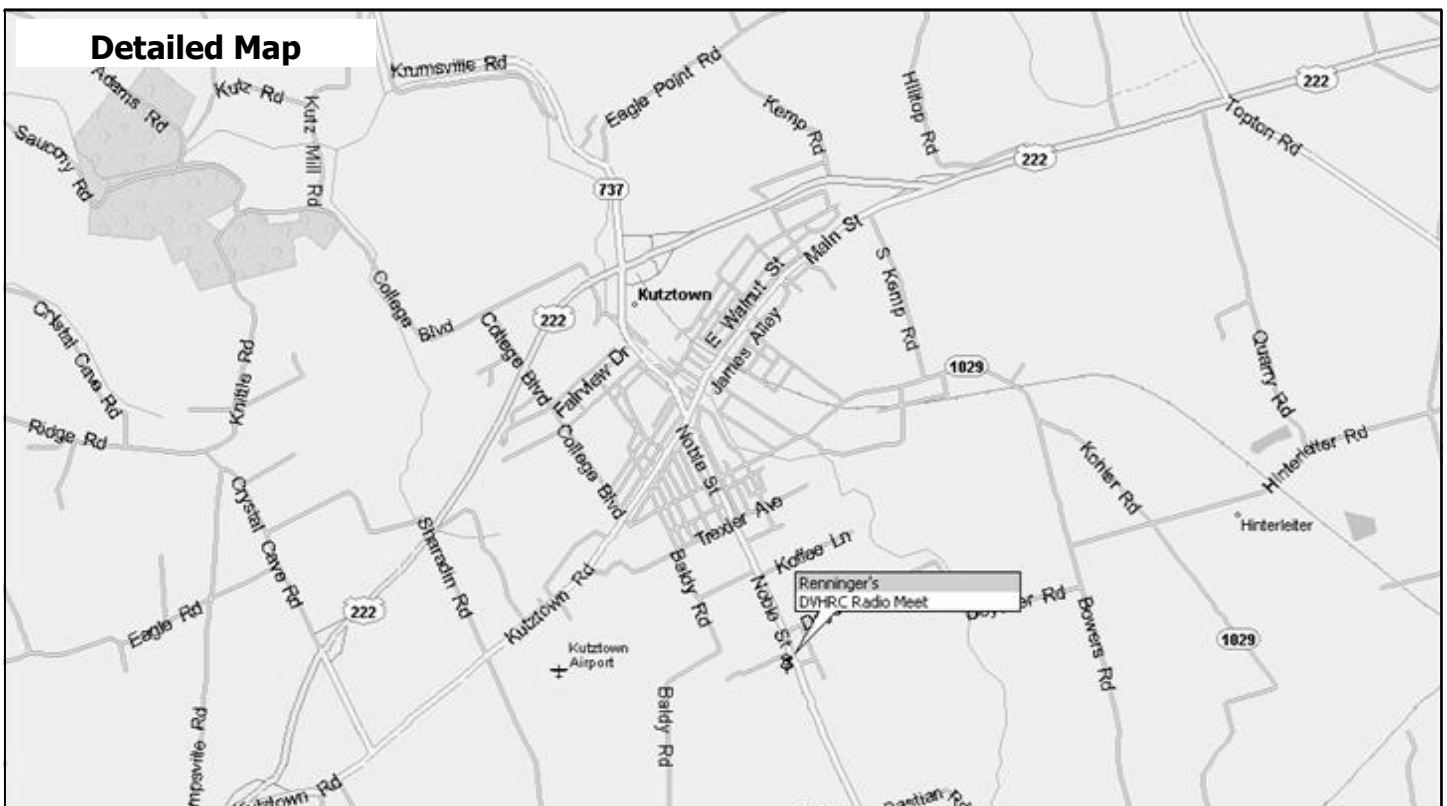 Detailed Map
Krumsville Rd
Eagle Point Rd
Adams Rd
Kutz Rd
Kutz Mill Rd
Saucony Rd
Kemp Rd
Hilltop Rd
222
Topton Rd
222
737
Main St
E Walnut St
James Alley
S Kemp Rd
Kutztown
College Blvd
222
College Blvd
Fairview Dr
College Blvd
Crystal Cave Rd
Knittle Rd
Ridge Rd
1029
Quarry Rd
Hinterleiter Rd
Hinterleiter
Kohler Rd
Noble St
Trexler Ave
Koffee Ln
Crystal Cave Rd
Sharadin Rd
Baldy Rd
Noble St
Renninger's
DVHRC Radio Meet
Rd
Bowers Rd
1029
Eagle Rd
222
Kutztown Rd
Kutztown
Airport
Baldy Rd
mpsville Rd
Kutztown Rd
astian Rd